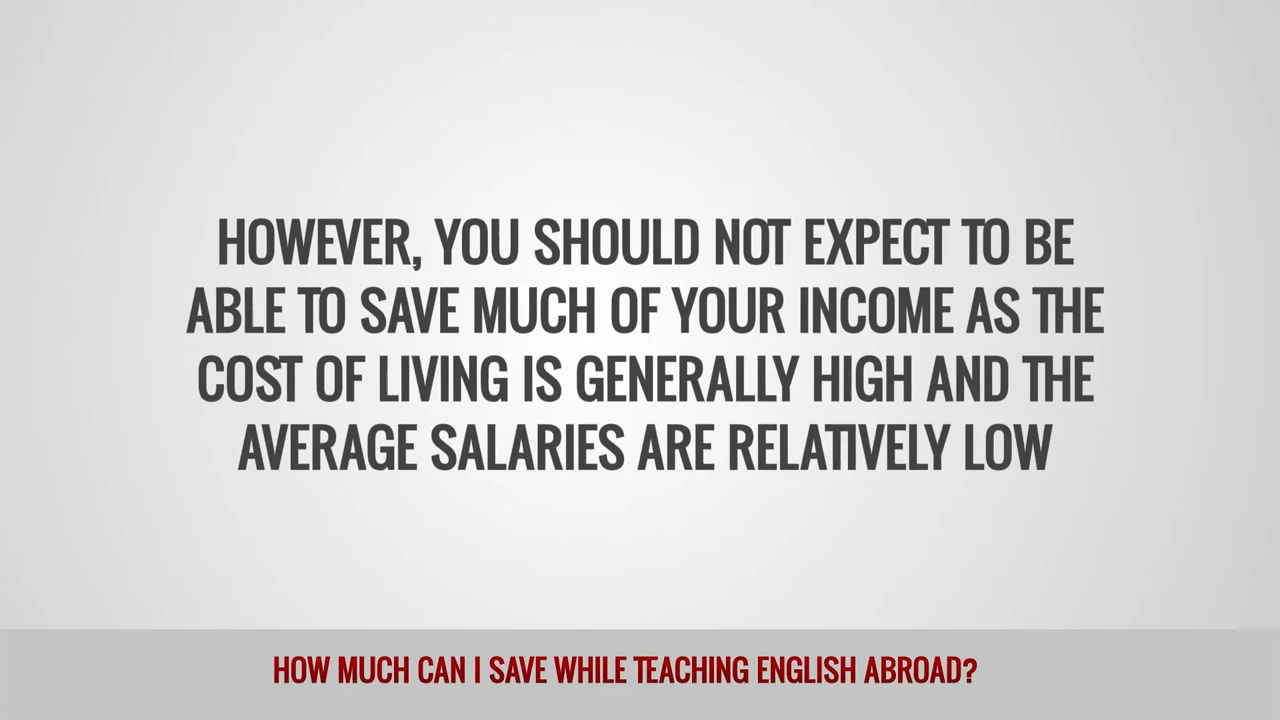 HOWEVER, YOU SHOULD NOT EXPECT TO BE
ABLE TO SAVE MUCH OF YOUR INCOME AS THE
COST OF LIVING IS GENERALLY HIGH AND THE
AVERAGE SALARIES ARE RELATIVELY LOW
HOW MUCH CAN I SAVE WHILE TEACHING ENGLISH ABROAD?